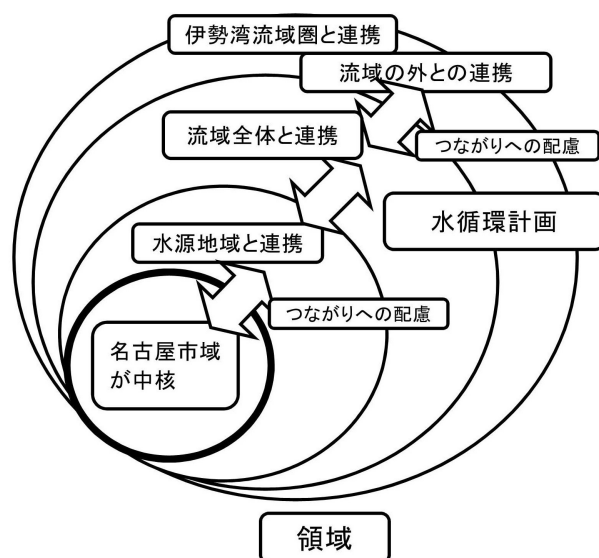 伊勢湾流域圏と連携
流域の外との連携
流域全体と連携
つながりへの配慮
水循環計画
水源地域と連携
つながりへの配慮
名古屋市域
が中核
領域